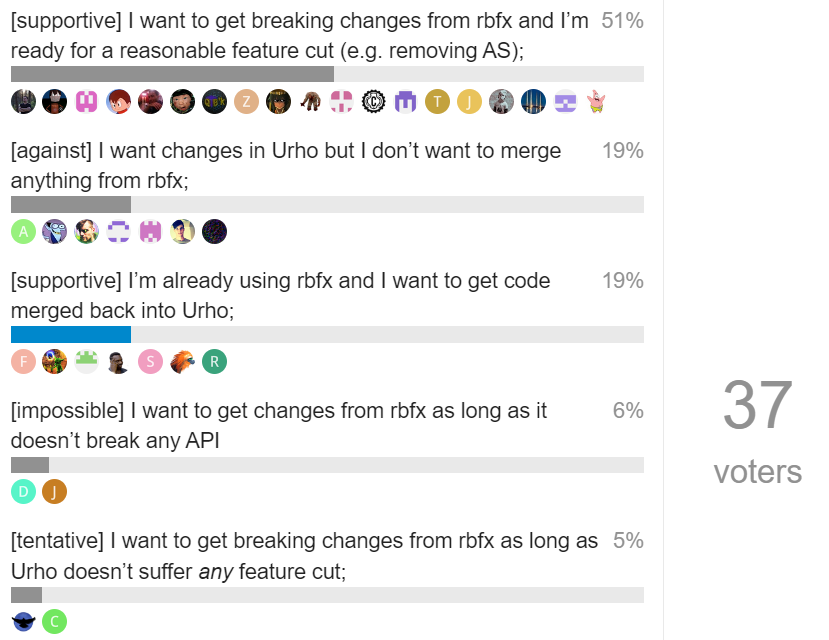 [supportive] I want to get breaking changes from rbfx and I’m 51%
ready for a reasonable feature cut (e.g. removing AS);
Z
C
T
J
[against] I want changes in Urho but I don’t want to merge 19%
anything from rbfx;
A
[supportive] I’m already using rbfx and I want to get code 19%
merged back into Urho;
F
S
R
[impossible] I want to get changes from rbfx as long as it 6%
doesn’t break any API
D
J
[tentative] I want to get breaking changes from rbfx as long as 5%
Urho doesn’t suffer any feature cut;
C
37
voters